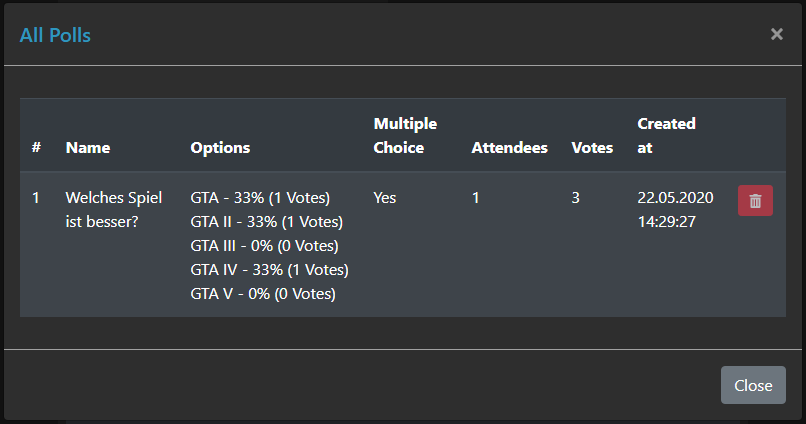 All Polls
×
# Name Options Multiple Choice Attendees Votes Created at
1 Welches Spiel ist besser? GTA - 33% (1 Votes) Yes 1 3 22.05.2020 14:29:27
GTA II - 33% (1 Votes)
GTA III - 0% (0 Votes)
GTA IV - 33% (1 Votes)
GTA V - 0% (0 Votes)
Close